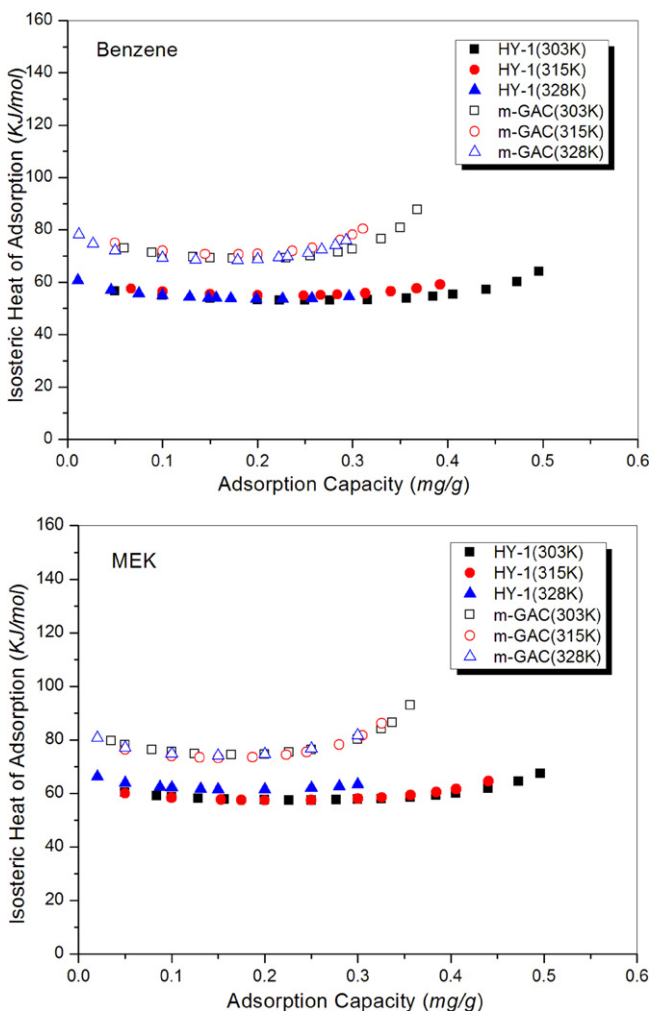 Benzene
HY-1(303K)
HY-1(315K)
HY-1(328K)
m-GAC(303K)
m-GAC(315K)
m-GAC(328K)
Isosteric Heat of Adsorption (KJ/mol)
160
140
120
100
80
60
40
20
0
0.0 0.1 0.2 0.3 0.4 0.5 0.6
Adsorption Capacity (mg/g)
MEK
HY-1(303K)
HY-1(315K)
HY-1(328K)
m-GAC(303K)
m-GAC(315K)
m-GAC(328K)
Isosteric Heat of Adsorption (KJ/mol)
160
140
120
100
80
60
40
20
0
0.0 0.1 0.2 0.3 0.4 0.5 0.6
Adsorption Capacity (mg/g)